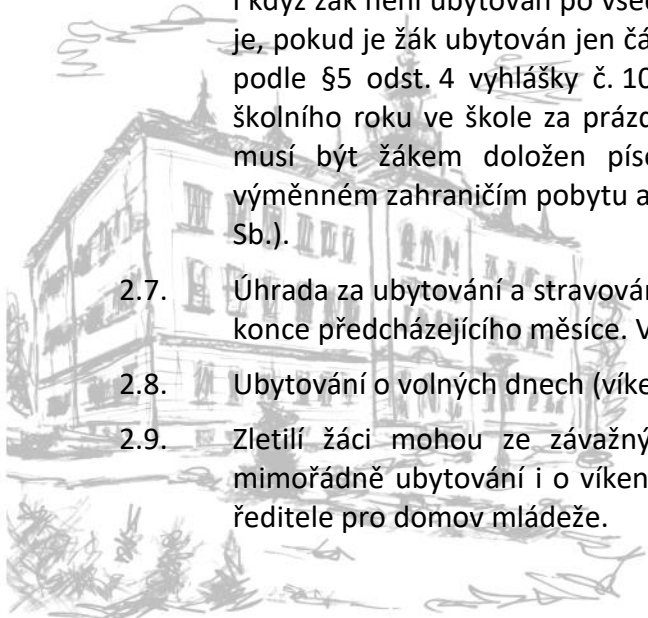 i když žák není ubytován po všec
je, pokud je žák ubytován jen čá
podle §5 odst. 4 vyhlášky č. 10
školního roku ve škole za prázd
musí být žákem doložen píse
výměnném zahraničím pobytu a
Sb.).
2.7. Úhrada za ubytování a stravován
konce předcházejícího měsíce. V
2.8. Ubytování o volných dnech (víke
2.9. Zletilí žáci mohou ze závažný
mimořádně ubytování i o víken
ředitele pro domov mládeže.